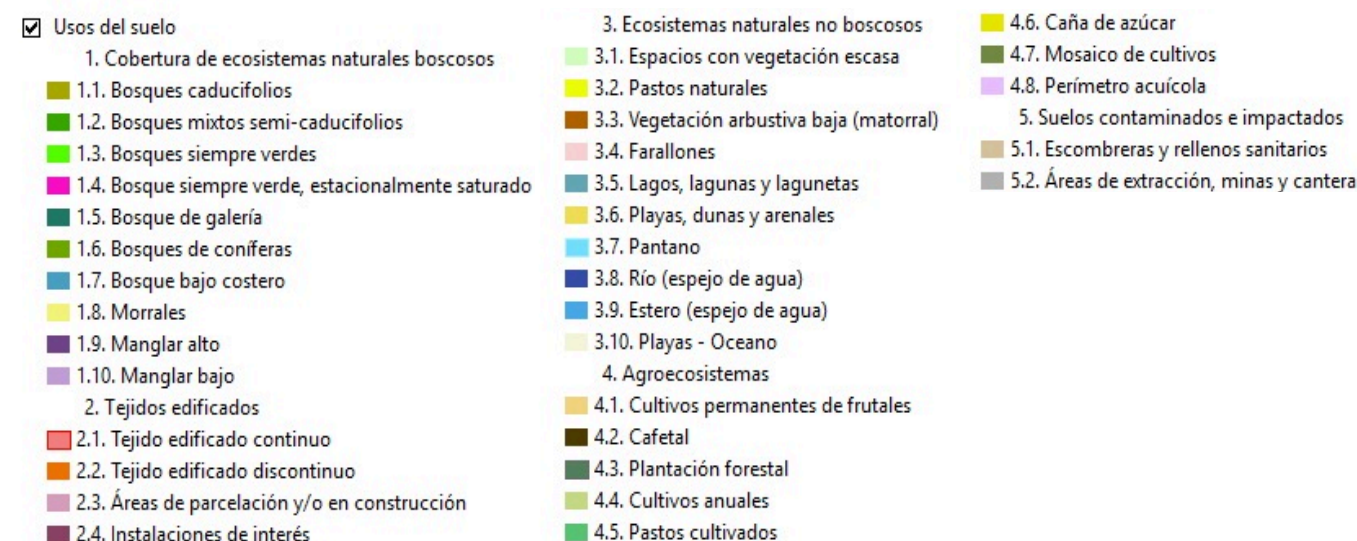 Usos del suelo
1. Cobertura de ecosistemas naturales boscosos
1.1. Bosques caducifolios
1.2. Bosques mixtos semi-caducifolios
1.3. Bosques siempre verdes
1.4. Bosque siempre verde, estacionalmente saturado
1.5. Bosque de galería
1.6. Bosques de coníferas
1.7. Bosque bajo costero
1.8. Morrales
1.9. Manglar alto
1.10. Manglar bajo
2. Tejidos edificados
2.1. Tejido edificado continuo
2.2. Tejido edificado discontinuo
2.3. Áreas de parcelación y/o en construcción
2.4. Instalaciones de interés
3. Ecosistemas naturales no boscosos
3.1. Espacios con vegetación escasa
3.2. Pastos naturales
3.3. Vegetación arbustiva baja (matorral)
3.4. Farallones
3.5. Lagos, lagunas y lagunetas
3.6. Playas, dunas y arenales
3.7. Pantano
3.8. Río (espejo de agua)
3.9. Estero (espejo de agua)
3.10. Playas - Oceano
4. Agroecosistemas
4.1. Cultivos permanentes de frutales
4.2. Cafetal
4.3. Plantación forestal
4.4. Cultivos anuales
4.5. Pastos cultivados
4.6. Caña de azúcar
4.7. Mosaico de cultivos
4.8. Perímetro acuícola
5. Suelos contaminados e impactados
5.1. Escombreras y rellenos sanitarios
5.2. Áreas de extracción, minas y cantera